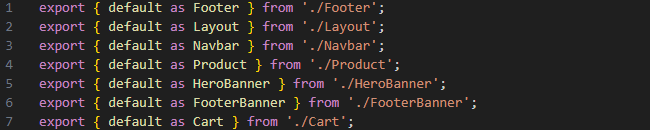 1 export { default as Footer } from './Footer';
2 export { default as Layout } from './Layout';
3 export { default as Navbar } from './Navbar';
4 export { default as Product } from './Product';
5 export { default as HeroBanner } from './HeroBanner';
6 export { default as FooterBanner } from './FooterBanner';
7 export { default as Cart } from './Cart';